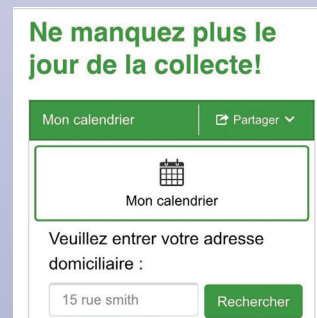 Ne manquez plus le
jour de la collecte!
Mon calendrier
Partager
Mon calendrier
Veuillez entrer votre adresse
domiciliaire :
15 rue smith
Rechercher